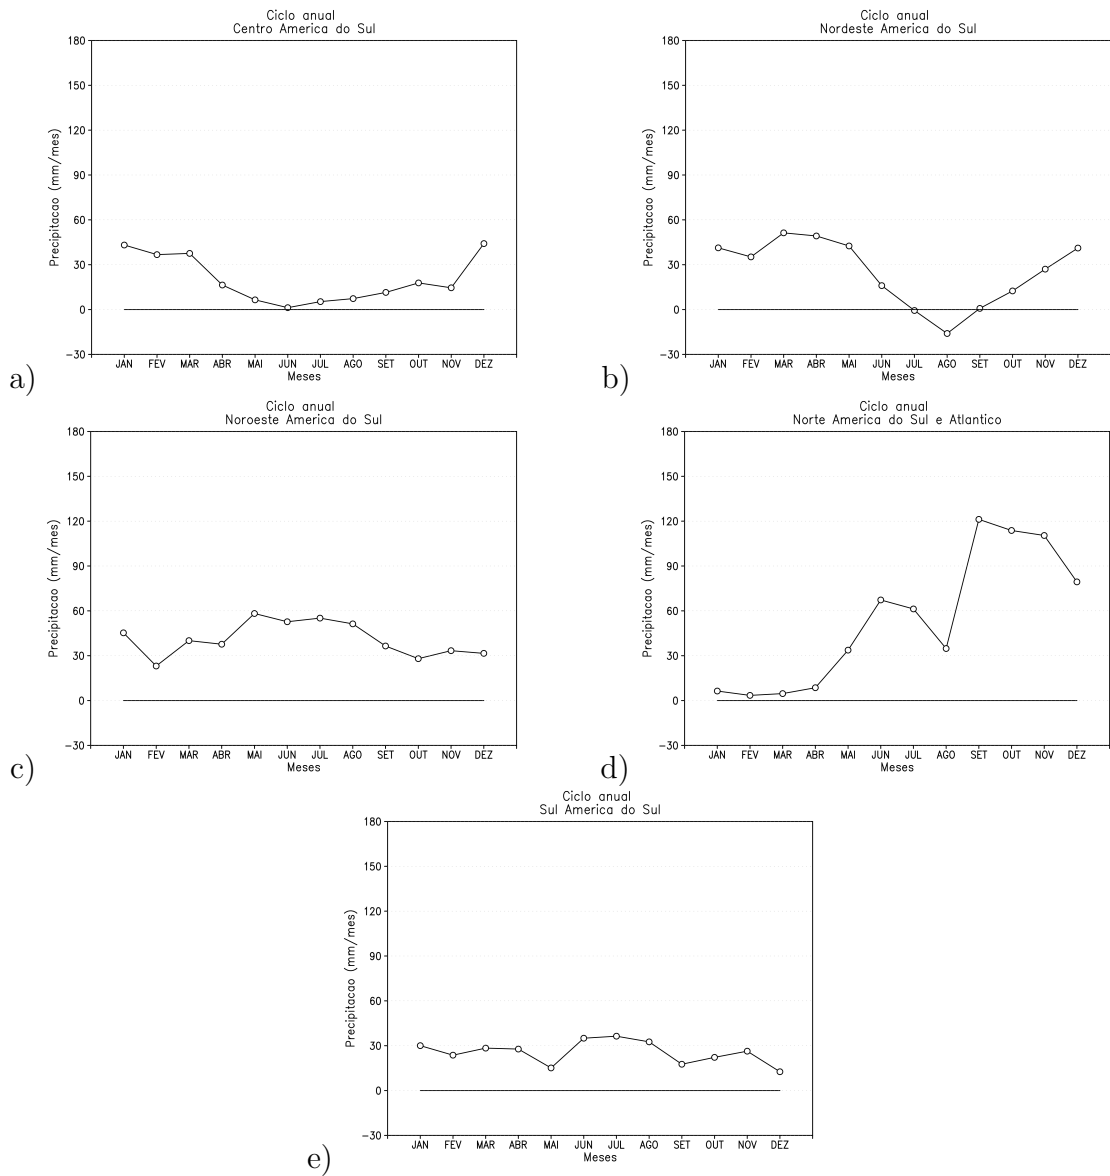 Ciclo anual
Centro America do Sul
180
150
120
90
60
30
0
−30
Precipitacao (mm/mes)
JAN FEV MAR ABR MAI JUN JUL AGO SET OUT NOV DEZ
Meses
a)
Ciclo anual
Nordeste America do Sul
180
150
120
90
60
30
0
−30
Precipitacao (mm/mes)
JAN FEV MAR ABR MAI JUN JUL AGO SET OUT NOV DEZ
Meses
b)
Ciclo anual
Noroeste America do Sul
180
150
120
90
60
30
0
−30
Precipitacao (mm/mes)
JAN FEV MAR ABR MAI JUN JUL AGO SET OUT NOV DEZ
Meses
c)
Ciclo anual
Norte America do Sul e Atlantico
180
150
120
90
60
30
0
−30
Precipitacao (mm/mes)
JAN FEV MAR ABR MAI JUN JUL AGO SET OUT NOV DEZ
Meses
d)
Ciclo anual
Sul America do Sul
180
150
120
90
60
30
0
−30
Precipitacao (mm/mes)
JAN FEV MAR ABR MAI JUN JUL AGO SET OUT NOV DEZ
Meses
e)